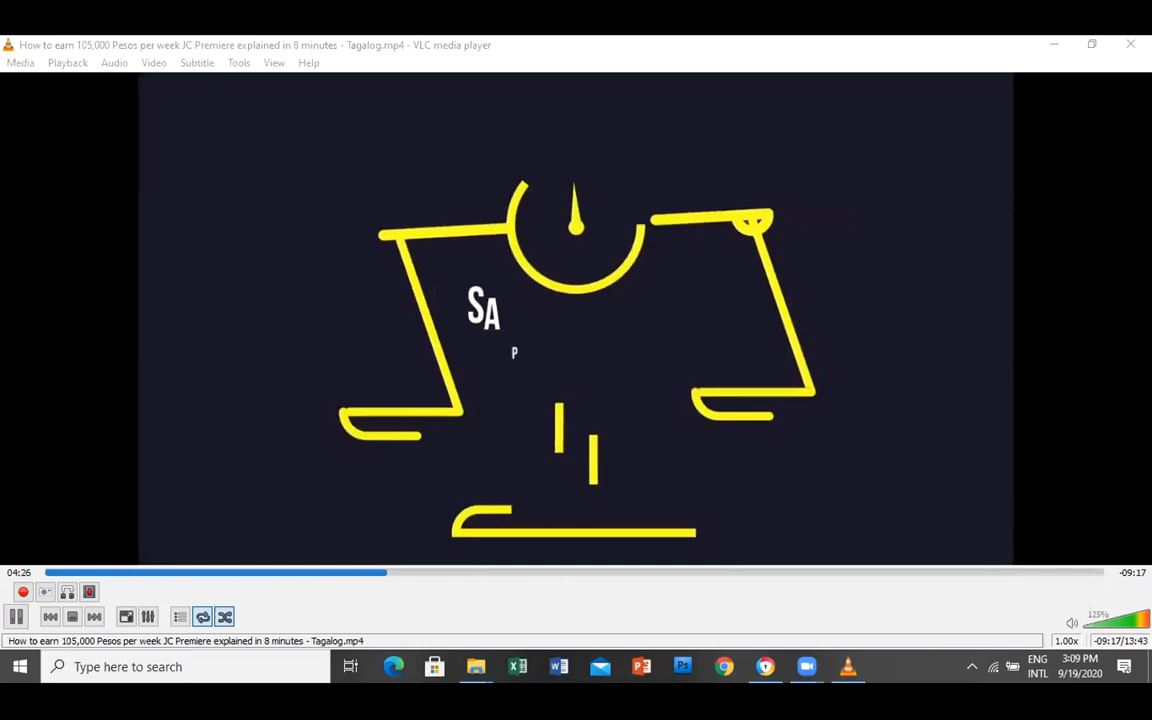 How to earn 105,000 Pesos per week JC Premiere explained in 8 minutes - Tagalog.mp4 - VLC media player
Media Playback Audio Video Subtitle Tools View Help
SA
P
04:26
-09:17
125%
How to earn 105,000 Pesos per week JC Premiere explained in 8 minutes - Tagalog.mp4
1.00x
-09:17/13:43
Type here to search
ENG
INTL
3:09 PM
9/19/2020